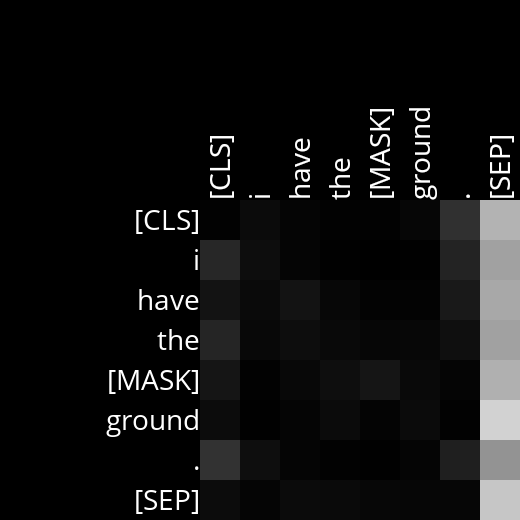 [CLS] i have the [MASK] ground . [SEP]
[CLS]
i
have
the
[MASK]
ground
.
[SEP]